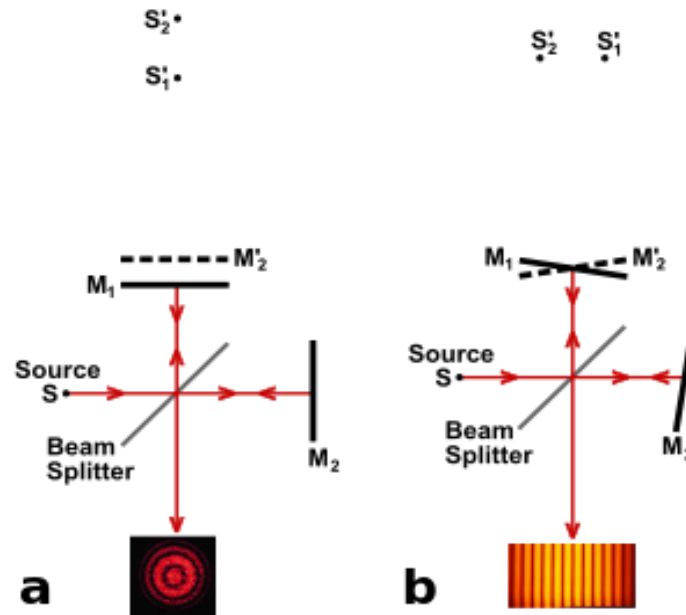 S'₂
S'₁
M'₂
M₁
Source
S
Beam
Splitter
M₂
a
S'₂ S'₁
M₁ M'₂
Source
S
Beam
Splitter
M
b